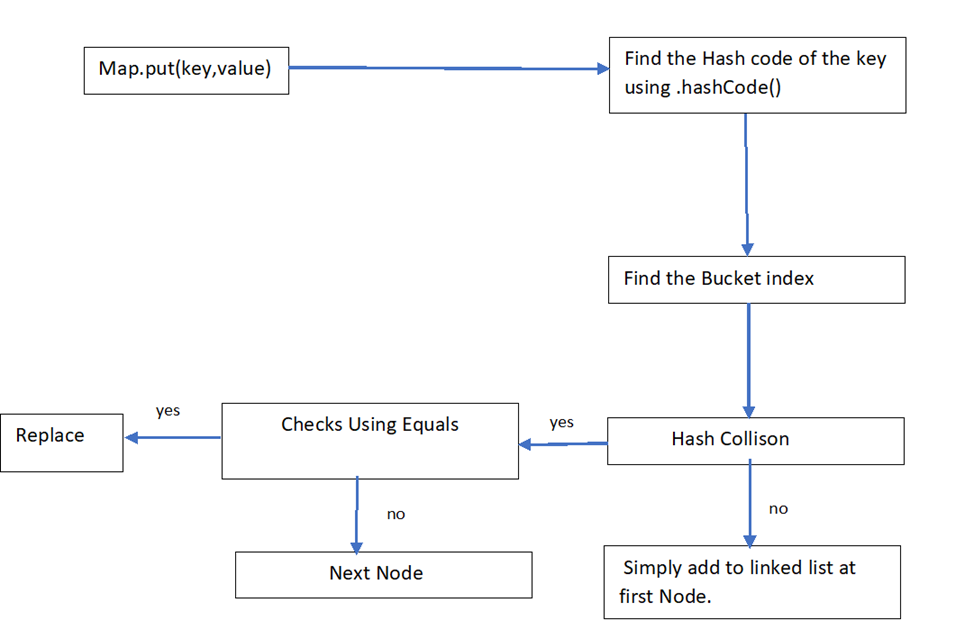 Map.put(key,value)
Find the Hash code of the key
using .hashCode()
Find the Bucket index
Hash Collison
yes
Checks Using Equals
yes
Replace
no
Next Node
no
Simply add to linked list at
first Node.